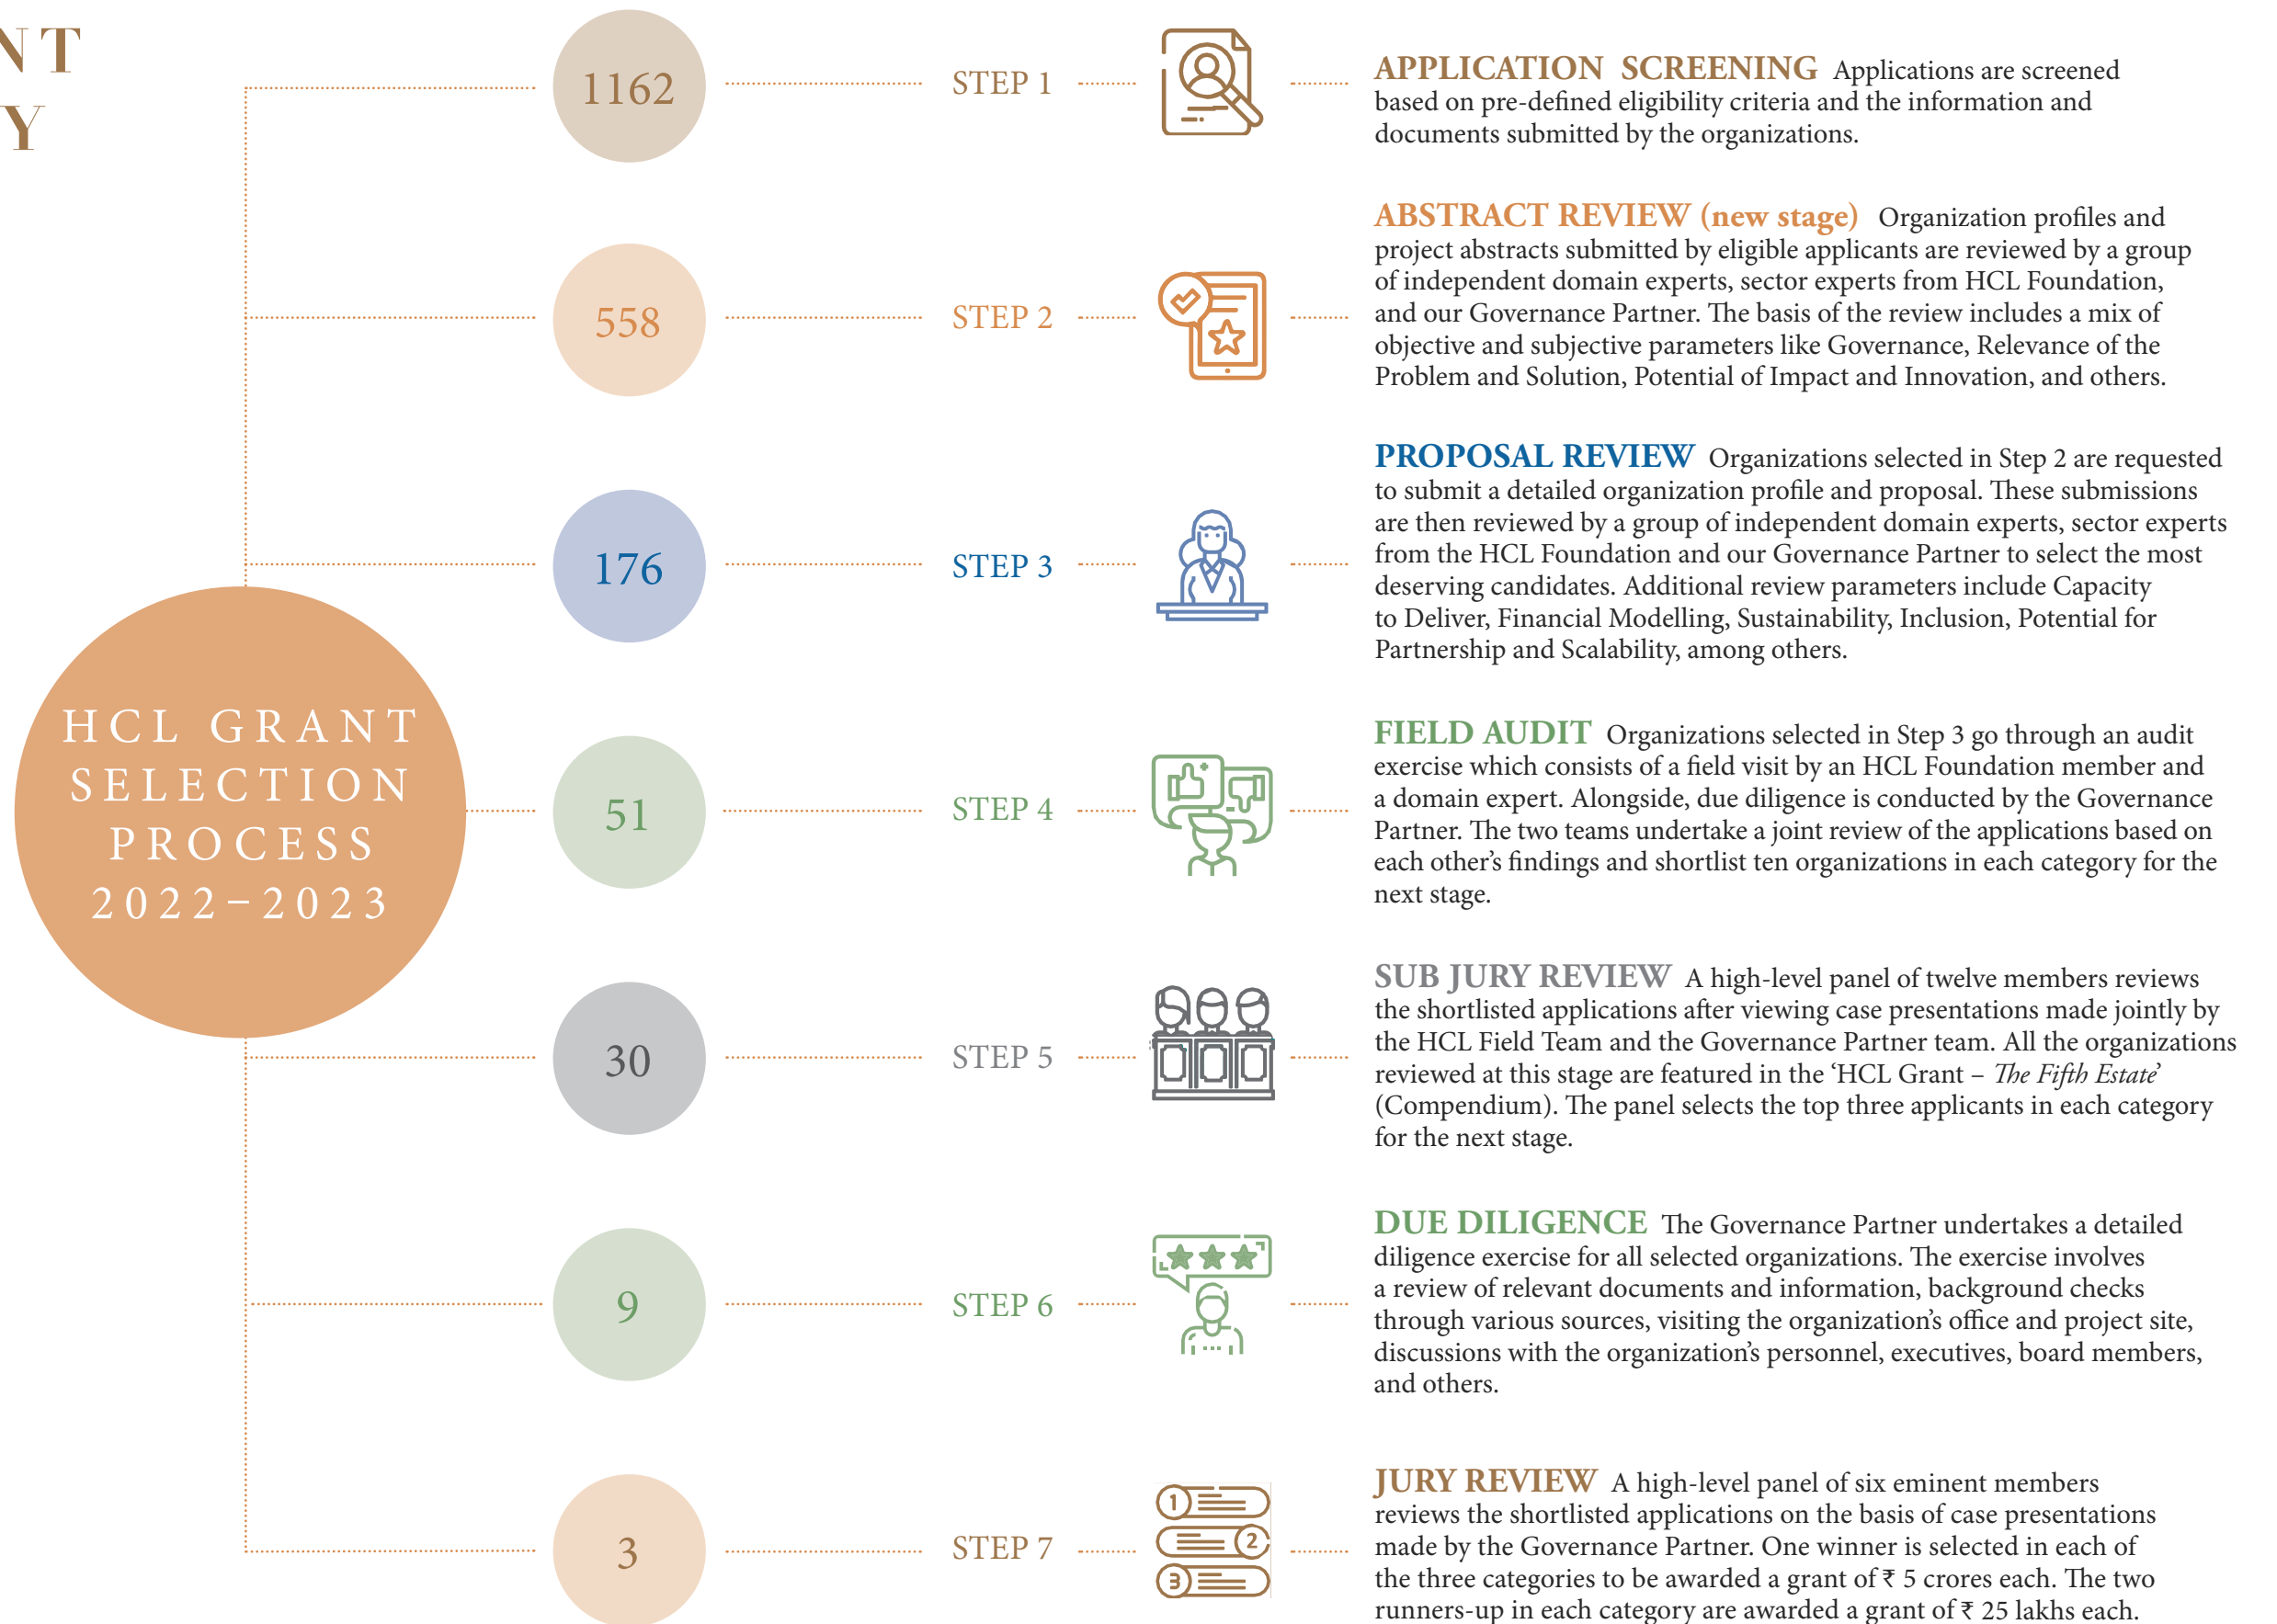 NT
Y
HCL GRANT
SELECTION
PROCESS
2022–2023
1162
STEP 1
APPLICATION SCREENING Applications are screened
based on pre-defined eligibility criteria and the information and
documents submitted by the organizations.
558
STEP 2
ABSTRACT REVIEW (new stage) Organization profiles and
project abstracts submitted by eligible applicants are reviewed by a group
of independent domain experts, sector experts from HCL Foundation,
and our Governance Partner. The basis of the review includes a mix of
objective and subjective parameters like Governance, Relevance of the
Problem and Solution, Potential of Impact and Innovation, and others.
176
STEP 3
PROPOSAL REVIEW Organizations selected in Step 2 are requested
to submit a detailed organization profile and proposal. These submissions
are then reviewed by a group of independent domain experts, sector experts
from the HCL Foundation and our Governance Partner to select the most
deserving candidates. Additional review parameters include Capacity
to Deliver, Financial Modelling, Sustainability, Inclusion, Potential for
Partnership and Scalability, among others.
51
STEP 4
FIELD AUDIT Organizations selected in Step 3 go through an audit
exercise which consists of a field visit by an HCL Foundation member and
a domain expert. Alongside, due diligence is conducted by the Governance
Partner. The two teams undertake a joint review of the applications based on
each other's findings and shortlist ten organizations in each category for the
next stage.
30
STEP 5
SUB JURY REVIEW A high-level panel of twelve members reviews
the shortlisted applications after viewing case presentations made jointly by
the HCL Field Team and the Governance Partner team. All the organizations
reviewed at this stage are featured in the ‘HCL Grant – The Fifth Estate’
(Compendium). The panel selects the top three applicants in each category
for the next stage.
9
STEP 6
DUE DILIGENCE The Governance Partner undertakes a detailed
diligence exercise for all selected organizations. The exercise involves
a review of relevant documents and information, background checks
through various sources, visiting the organization's office and project site,
discussions with the organization's personnel, executives, board members,
and others.
3
STEP 7
1
2
3
JURY REVIEW A high-level panel of six eminent members
reviews the shortlisted applications on the basis of case presentations
made by the Governance Partner. One winner is selected in each of
the three categories to be awarded a grant of ₹ 5 crores each. The two
runners-up in each category are awarded a grant of ₹ 25 lakhs each.